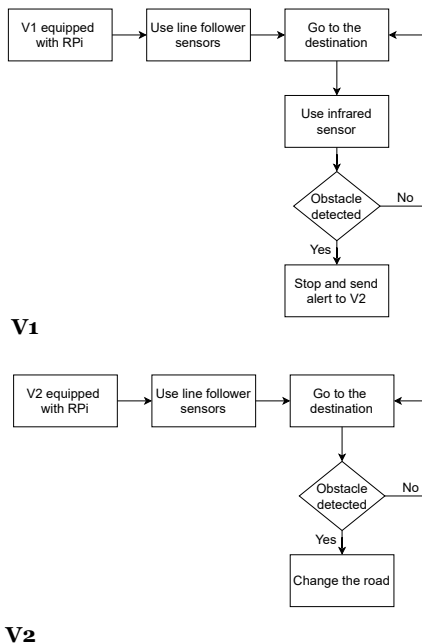 V1 equipped
with RPi
Use line follower
sensors
Go to the
destination
Use infrared
sensor
Obstacle
detected
No
Yes
Stop and send
alert to V2
V1
V2 equipped
with RPi
Use line follower
sensors
Go to the
destination
Obstacle
detected
No
Yes
Change the road
V2